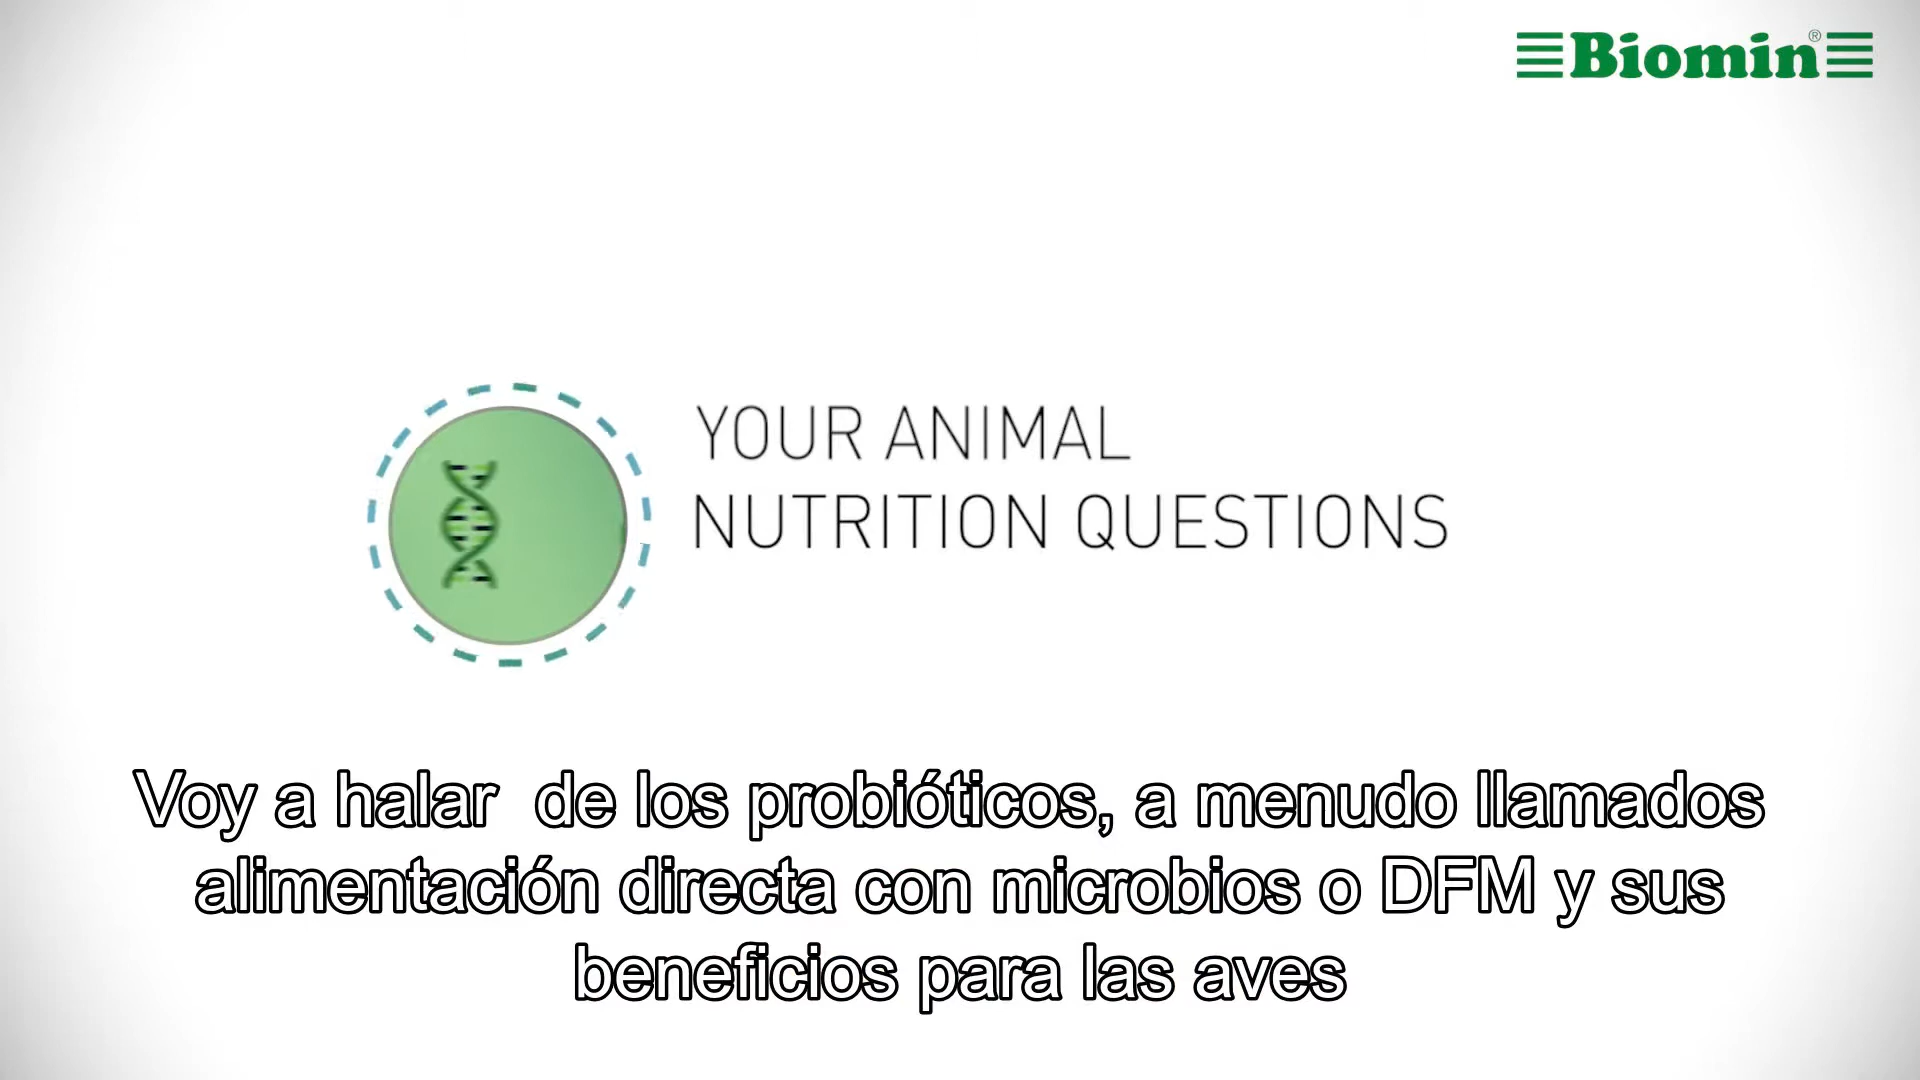 Biomin®
YOUR ANIMAL
NUTRITION QUESTIONS
Voy a halar  de los probióticos, a menudo llamados
alimentación directa con microbios o DFM y sus
beneficios para las aves